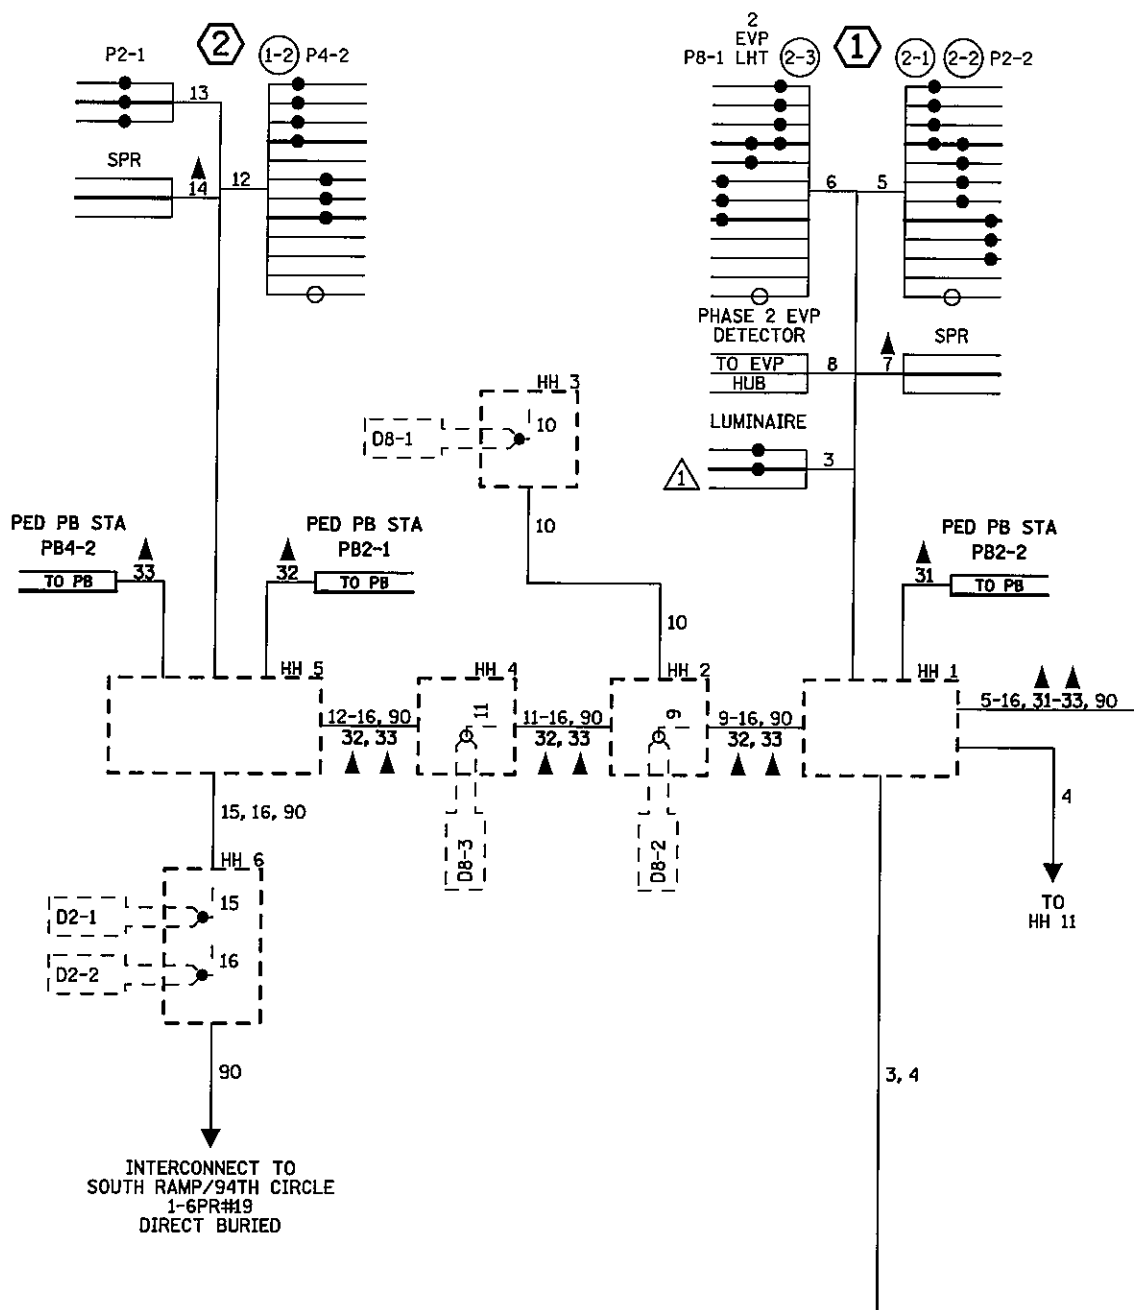 P2-1
2
1-2
P4-2
13
SPR
14
12
2
EVP
P8-1 LHT
2-3
1
2-1
2-2
P2-2
6
5
PHASE 2 EVP
DETECTOR
TO EVP
HUB
8
7
SPR
LUMINAIRE
1
3
HH 3
D8-1
10
10
10
PED PB STA
PB4-2
TO PB
33
PED PB STA
PB2-1
32
TO PB
PED PB STA
PB2-2
31
TO PB
HH 5
12-16, 90
32, 33
HH 4
11
D8-3
11-16, 90
32, 33
HH 2
9
D8-2
9-16, 90
32, 33
HH 1
5-16, 31-33, 90
4
TO
HH 11
15, 16, 90
HH 6
D2-1
15
D2-2
16
90
3, 4
INTERCONNECT TO
SOUTH RAMP/94TH CIRCLE
1-6PR#19
DIRECT BURIED